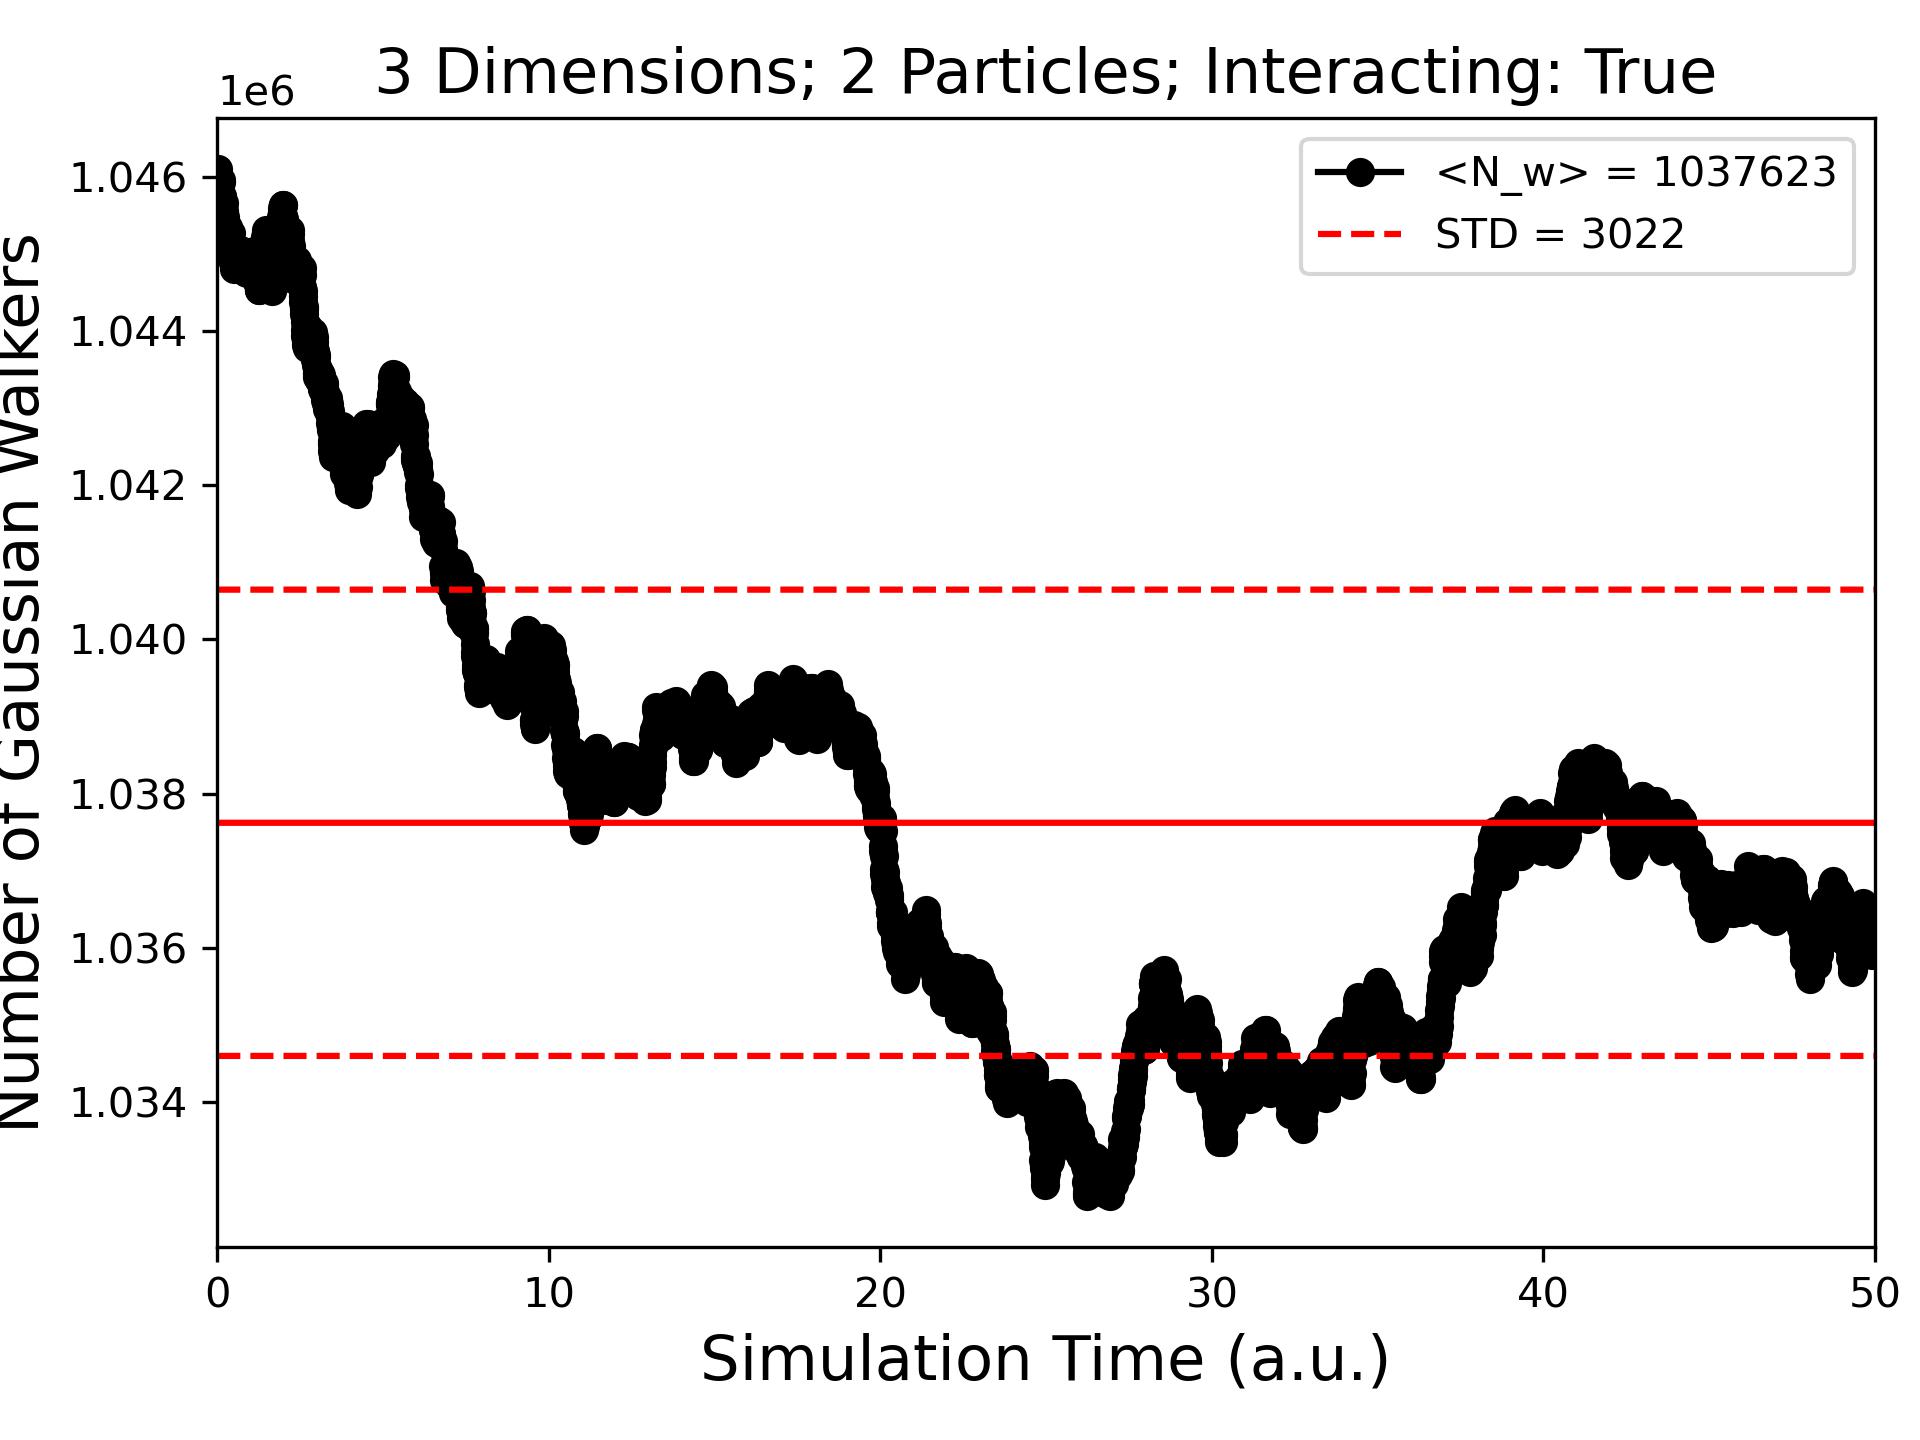 3 Dimensions; 2 Particles; Interacting: True
1e6
<N_w> = 1037623
STD = 3022
Number of Gaussian Walkers
1.046
1.044
1.042
1.040
1.038
1.036
1.034
0 10 20 30 40 50
Simulation Time (a.u.)